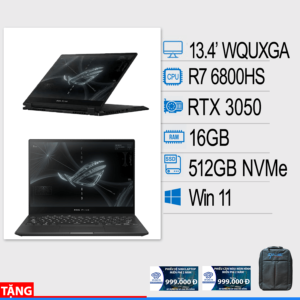 13.4’ WQUXGA
CPU
R7 6800HS
RTX 3050
RAM
16GB
SSD
512GB NVMe
Win 11
TẶNG
999.000 Đ
999.000 Đ